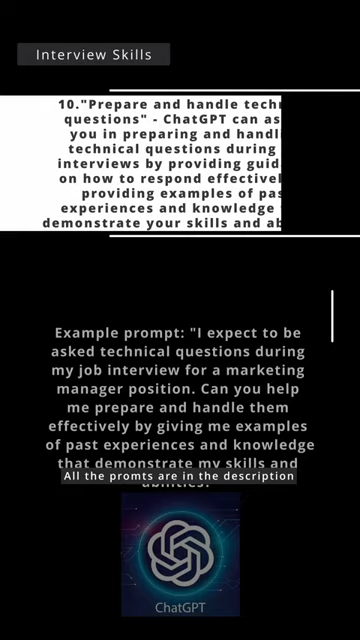 Interview Skills
10."Prepare and handle tech
questions" - ChatGPT can as
you in preparing and handli
technical questions during
interviews by providing guid
on how to respond effectivel
providing examples of pas
experiences and knowledge
demonstrate your skills and ab
Example prompt: "I expect to be
asked technical questions during
my job interview for a marketing
manager position. Can you help
me prepare and handle them
effectively by giving me examples
of past experiences and knowledge
that demonstrate my skills and
All the promts are in the description
abilities."
ChatGPT